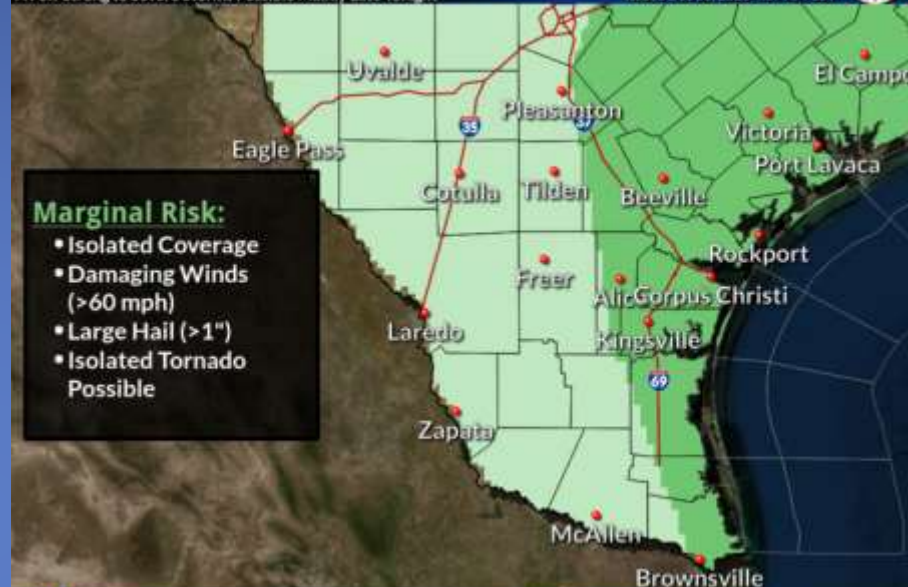 Uvalde
El Campo
Pleasanton
35
37
Victoria
Eagle Pass
Port Lavaca
Cotulla
Tilden
Beeville
Marginal Risk:
• Isolated Coverage
• Damaging Winds
(>60 mph)
• Large Hail (>1")
• Isolated Tornado
Possible
Rockport
Freer
Corpus Christi
Laredo
Kingsville
69
Zapata
McAllen
Brownsville